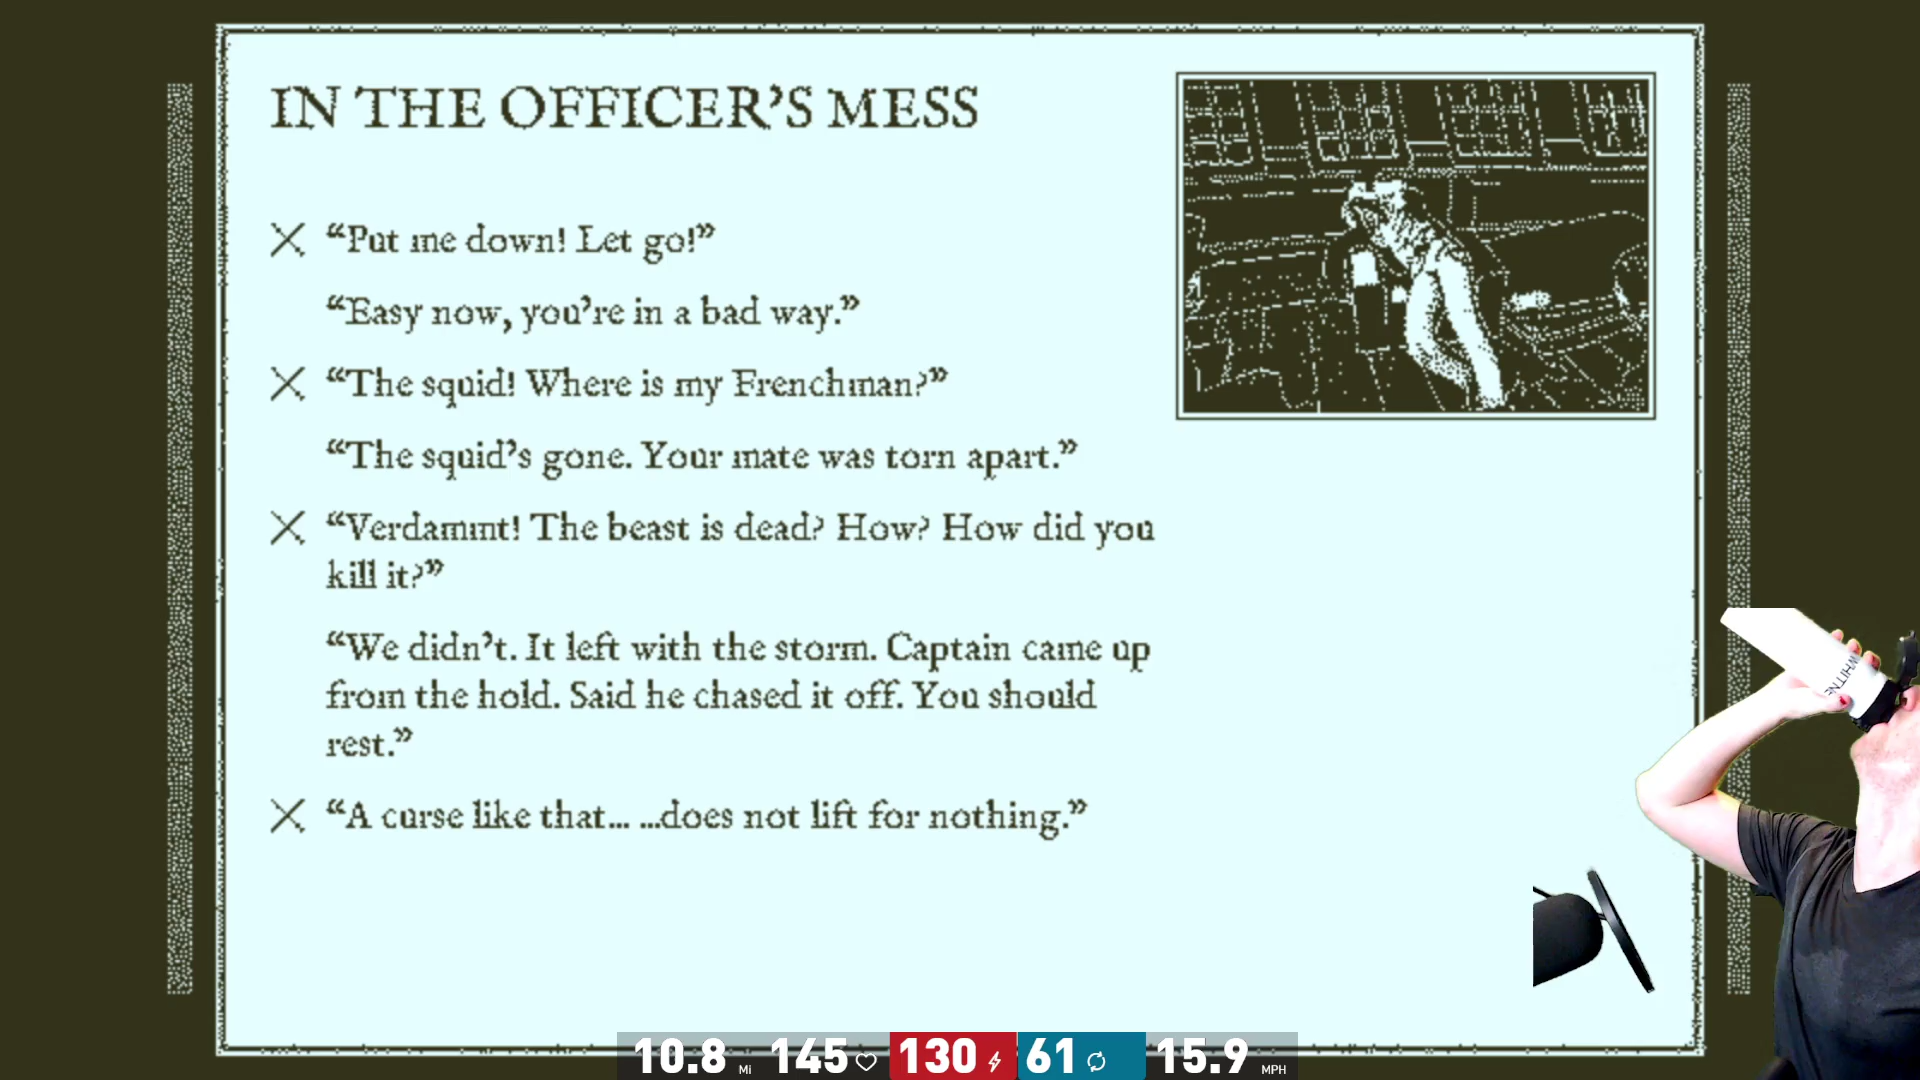 IN THE OFFICER'S MESS
“Put me down! Let go!”
“Easy now, you're in a bad way.”
“The squid! Where is my Frenchman?”
“The squid's gone. Your mate was torn apart.”
“Verdammt! The beast is dead? How? How did you
kill it?”
“We didn't. It left with the storm. Captain came up
from the hold. Said he chased it off. You should
rest.”
“A curse like that... ...does not lift for nothing.”
WHITNE
10.8 Mi 145 130 61 15.9 MPH